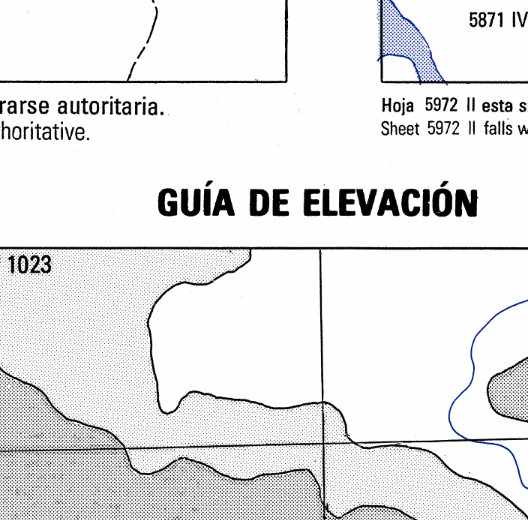 5871 IV
rarse autoritaria.
horitative.
Hoja 5972 II esta s
Sheet 5972 II falls w
GUÍA DE ELEVACIÓN
1023